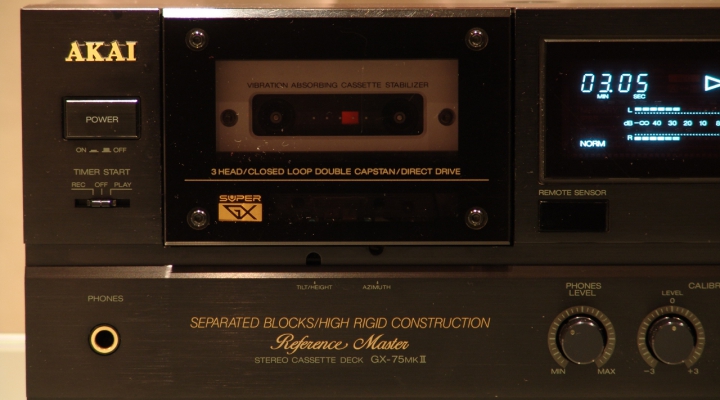 AKAI
POWER
ON OFF
TIMER START
REC OFF PLAY
PHONES
VIBRATION ABSORBING CASSETTE STABILIZER
3 HEAD/CLOSED LOOP DOUBLE CAPSTAN/DIRECT DRIVE
SUPER
GX
TILT/HEIGHT AZIMUTH
SEPARATED BLOCKS/HIGH RIGID CONSTRUCTION
Reference Master
STEREO CASSETTE DECK GX-75MKII
03.05
MIN SEC
L
dB -∞ 40 30 20 10 8
R
NORM
REMOTE SENSOR
PHONES
LEVEL
MIN MAX
LEVEL
0
-3 +3
CALIBR